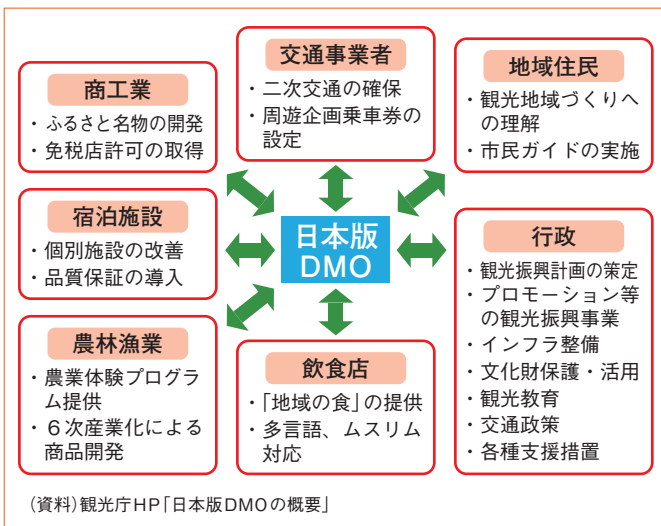 商工業
・ふるさと名物の開発
・免税店許可の取得
交通事業者
・二次交通の確保
・周遊企画乗車券の
設定
地域住民
・観光地域づくりへ
の理解
・市民ガイドの実施
宿泊施設
・個別施設の改善
・品質保証の導入
日本版
DMO
行政
・観光振興計画の策定
・プロモーション等
の観光振興事業
・インフラ整備
・文化財保護・活用
・観光教育
・交通政策
・各種支援措置
農林漁業
・農業体験プログラ
ム提供
・6次産業化による
商品開発
飲食店
・「地域の食」の提供
・多言語、ムスリム
対応
(資料)観光庁HP「日本版DMOの概要」